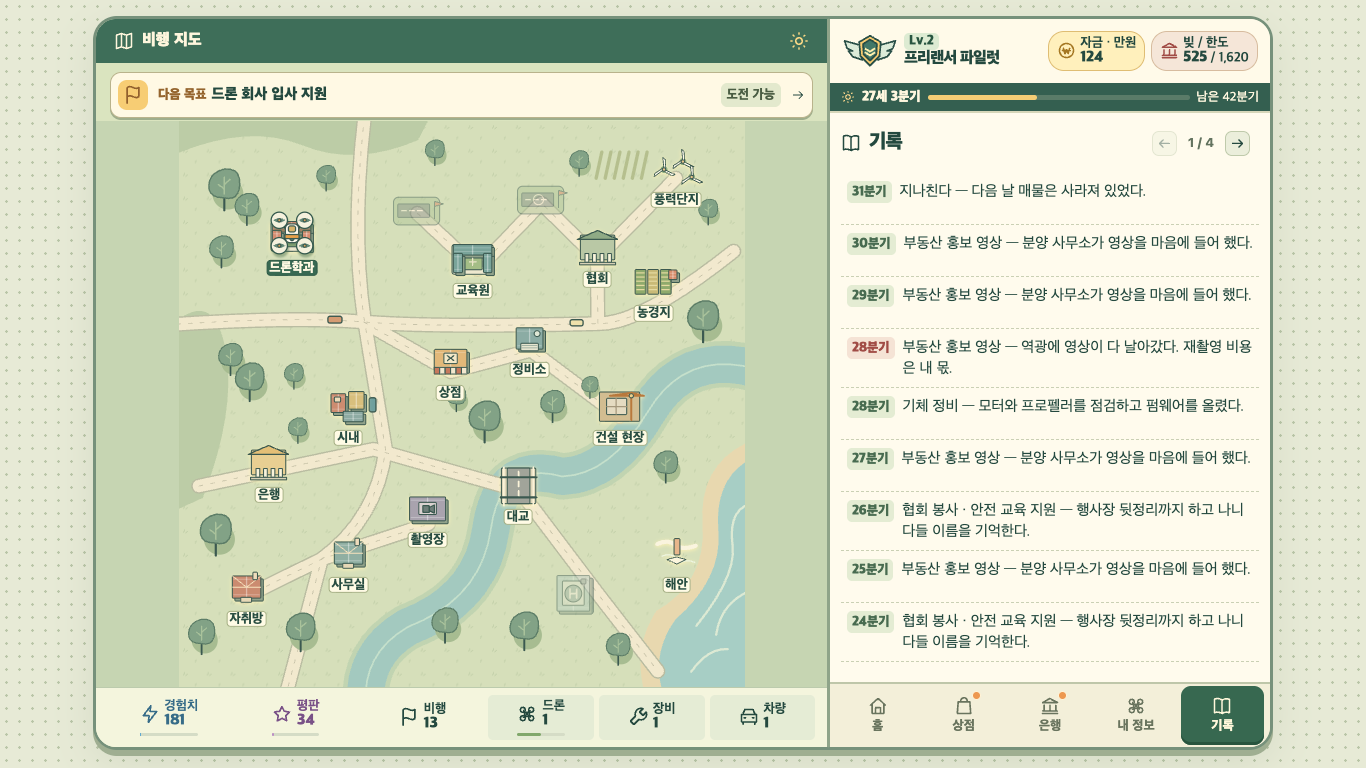 비행 지도
다음 목표 드론 회사 입사 지원
도전 가능
풍력단지
드론학과
교육원
협회
농경지
정비소
상점
시내
건설 현장
은행
대교
촬영장
사무실
해안
자취방
경험치
181
평판
34
비행
13
드론
1
장비
1
차량
1
Lv.2
프리랜서 파일럿
자금 · 만원
124
빚 / 한도
525 / 1,620
27세 3분기
남은 42분기
기록
1 / 4
31분기 지나친다 — 다음 날 매물은 사라져 있었다.
30분기 부동산 홍보 영상 — 분양 사무소가 영상을 마음에 들어 했다.
29분기 부동산 홍보 영상 — 분양 사무소가 영상을 마음에 들어 했다.
28분기 부동산 홍보 영상 — 역광에 영상이 다 날아갔다. 재촬영 비용
은 내 몫.
28분기 기체 정비 — 모터와 프로펠러를 점검하고 펌웨어를 올렸다.
27분기 부동산 홍보 영상 — 분양 사무소가 영상을 마음에 들어 했다.
26분기 협회 봉사 · 안전 교육 지원 — 행사장 뒷정리까지 하고 나니
다들 이름을 기억한다.
25분기 부동산 홍보 영상 — 분양 사무소가 영상을 마음에 들어 했다.
24분기 협회 봉사 · 안전 교육 지원 — 행사장 뒷정리까지 하고 나니
다들 이름을 기억한다.
홈
상점
은행
내 정보
기록